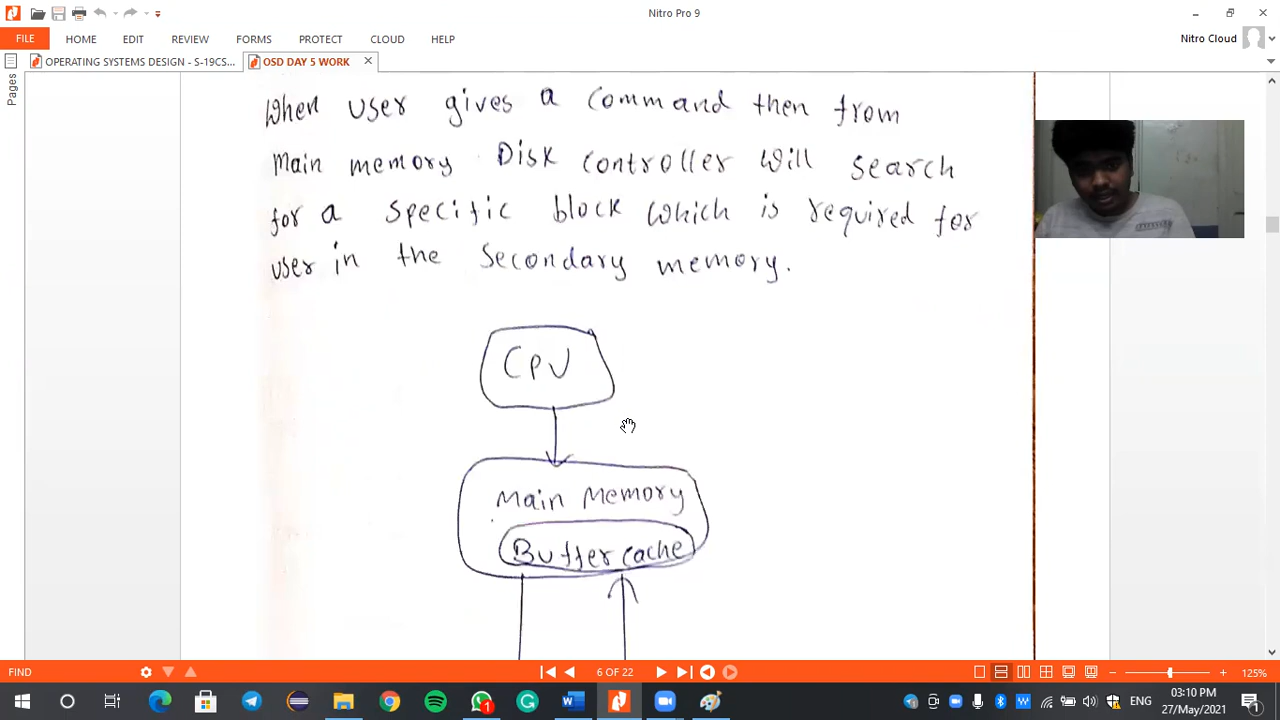 Nitro Pro 9
FILE
HOME
EDIT
REVIEW
FORMS
PROTECT
CLOUD
HELP
Nitro Cloud
OPERATING SYSTEMS DESIGN - S-19CS...
OSD DAY 5 WORK
Pages
When user gives a Command then from
Main memory Disk controller will search
for a specific block which is required for
user in the Secondary memory.
CPU
Main Memory
Buffer cache
FIND
6 OF 22
125%
ENG
03:10 PM
27/May/2021